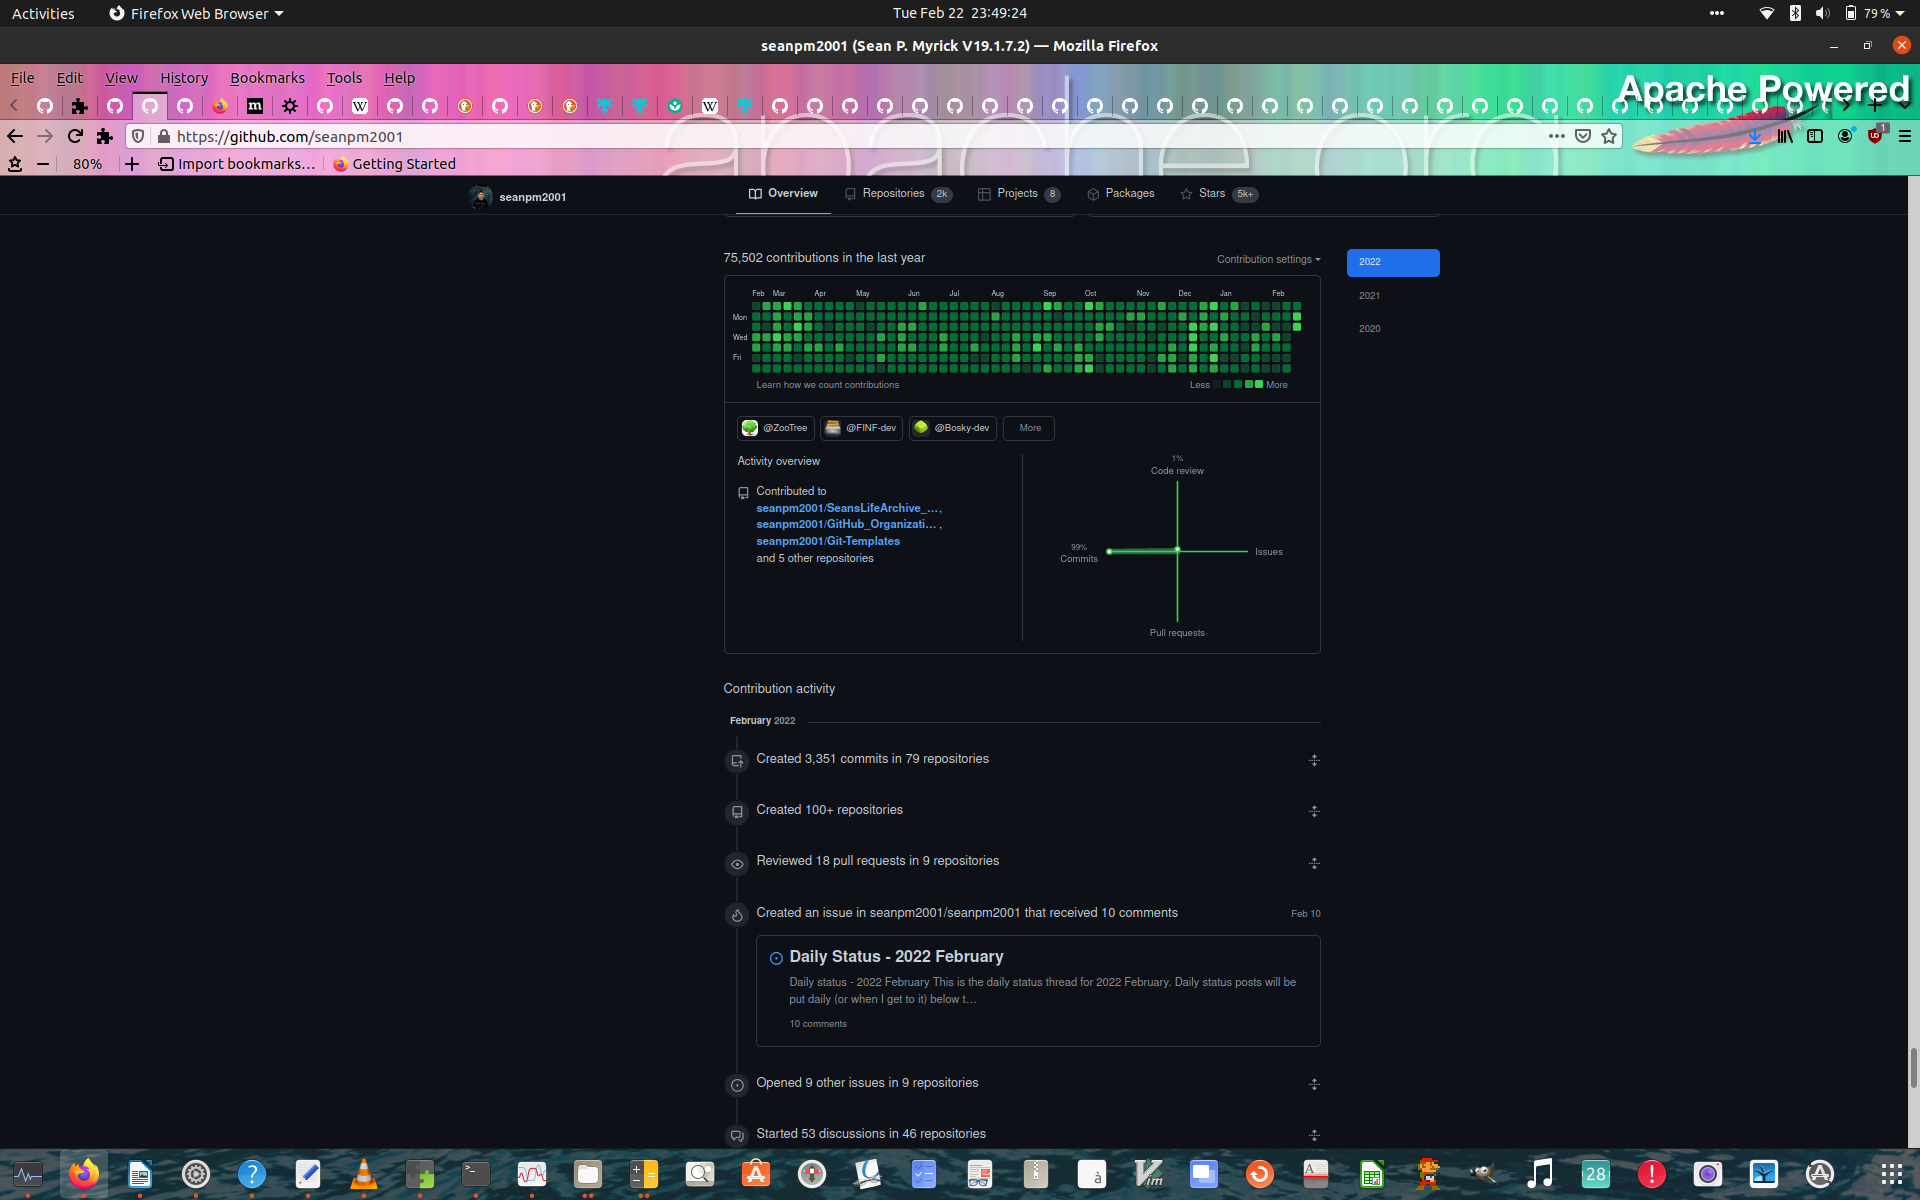 Activities
Firefox Web Browser
Tue Feb 22 23:49:24
79 %
seanpm2001 (Sean P. Myrick V19.1.7.2) — Mozilla Firefox
File Edit View History Bookmarks Tools Help
Apache Powered
https://github.com/seanpm2001
1
80%
Import bookmarks…
Getting Started
apache.org
seanpm2001
Overview
Repositories 2k
Projects 8
Packages
Stars 5k+
75,502 contributions in the last year
Contribution settings
2022
2021
2020
Feb Mar Apr May Jun Jul Aug Sep Oct Nov Dec Jan Feb
Mon
Wed
Fri
Learn how we count contributions
Less More
@ZooTree
@FINF-dev
@Bosky-dev
More
Activity overview
Contributed to
seanpm2001/SeansLifeArchive_…,
seanpm2001/GitHub_Organizati… ,
seanpm2001/Git-Templates
and 5 other repositories
1%
Code review
99%
Commits
Issues
Pull requests
Contribution activity
February 2022
Created 3,351 commits in 79 repositories
Created 100+ repositories
Reviewed 18 pull requests in 9 repositories
Created an issue in seanpm2001/seanpm2001 that received 10 comments
Feb 10
Daily Status - 2022 February
Daily status - 2022 February This is the daily status thread for 2022 February. Daily status posts will be
put daily (or when I get to it) below t…
10 comments
Opened 9 other issues in 9 repositories
Started 53 discussions in 46 repositories
28